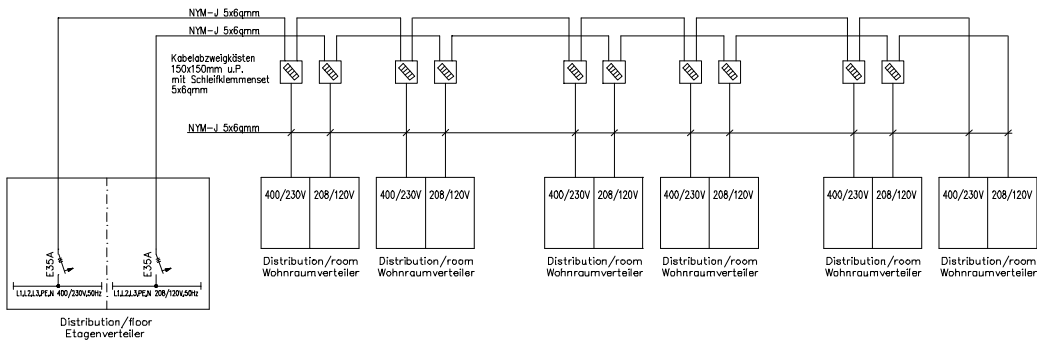 NYM-J 5x6qmm
NYM-J 5x6qmm
Kabelabzweigkästen
150x150mm u.P.
mit Schleifklemmenset
5x6qmm
NYM-J 5x6qmm
400/230V 208/120V
400/230V 208/120V
400/230V 208/120V
400/230V 208/120V
400/230V 208/120V
400/230V 208/120V
Distribution/room
Wohnraumverteiler
Distribution/room
Wohnraumverteiler
Distribution/room
Wohnraumverteiler
Distribution/room
Wohnraumverteiler
Distribution/room
Wohnraumverteiler
Distribution/room
Wohnraumverteiler
E35A
E35A
L1,L2,L3,PE,N 400/230V,50Hz
L1,L2,L3,PE,N 208/120V,50Hz
Distribution/floor
Etagenverteiler